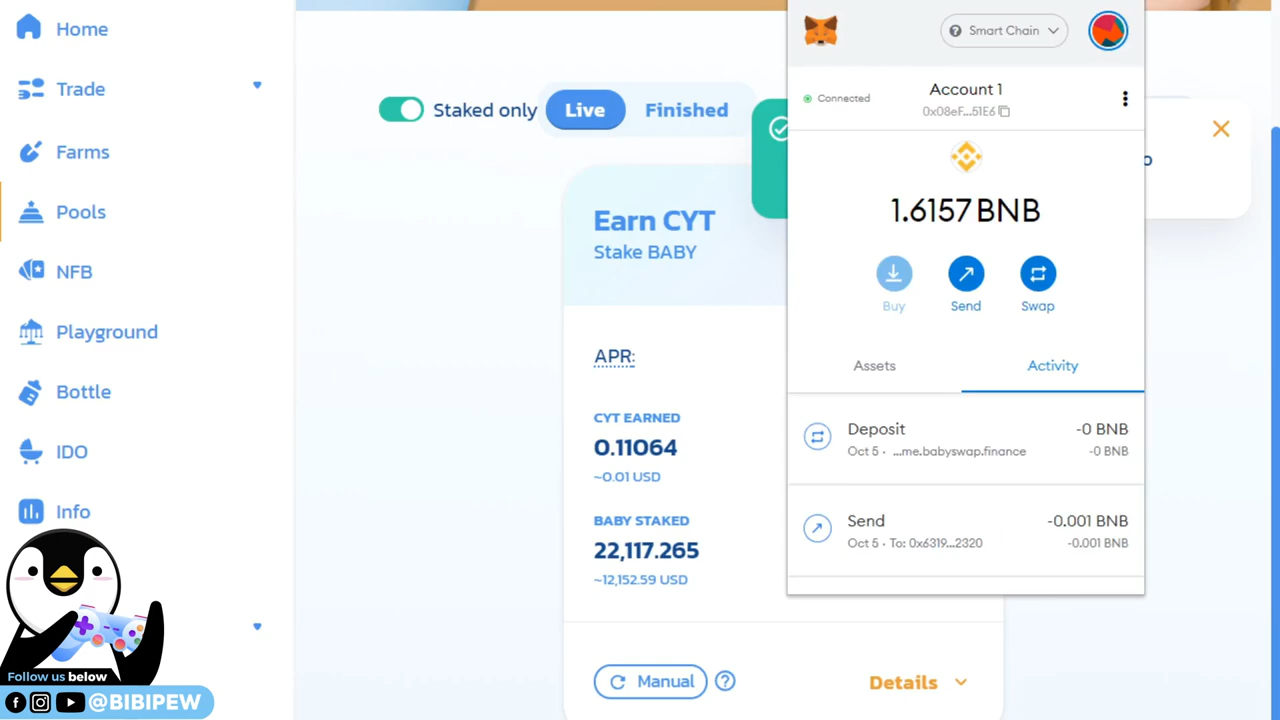 Home
Trade
Farms
Pools
NFB
Playground
Bottle
IDO
Info
Follow us below
@BIBIPEW
Staked only
Live
Finished
Earn CYT
Stake BABY
APR:
CYT EARNED
0.11064
~0.01 USD
BABY STAKED
22,117.265
~12,152.59 USD
Manual
Details
Smart Chain
Connected
Account 1
0x08eF...51E6
1.6157 BNB
Buy
Send
Swap
Assets
Activity
Deposit
-0 BNB
Oct 5 · ...me.babyswap.finance
-0 BNB
Send
-0.001 BNB
Oct 5 · To: 0x6319...2320
-0.001 BNB